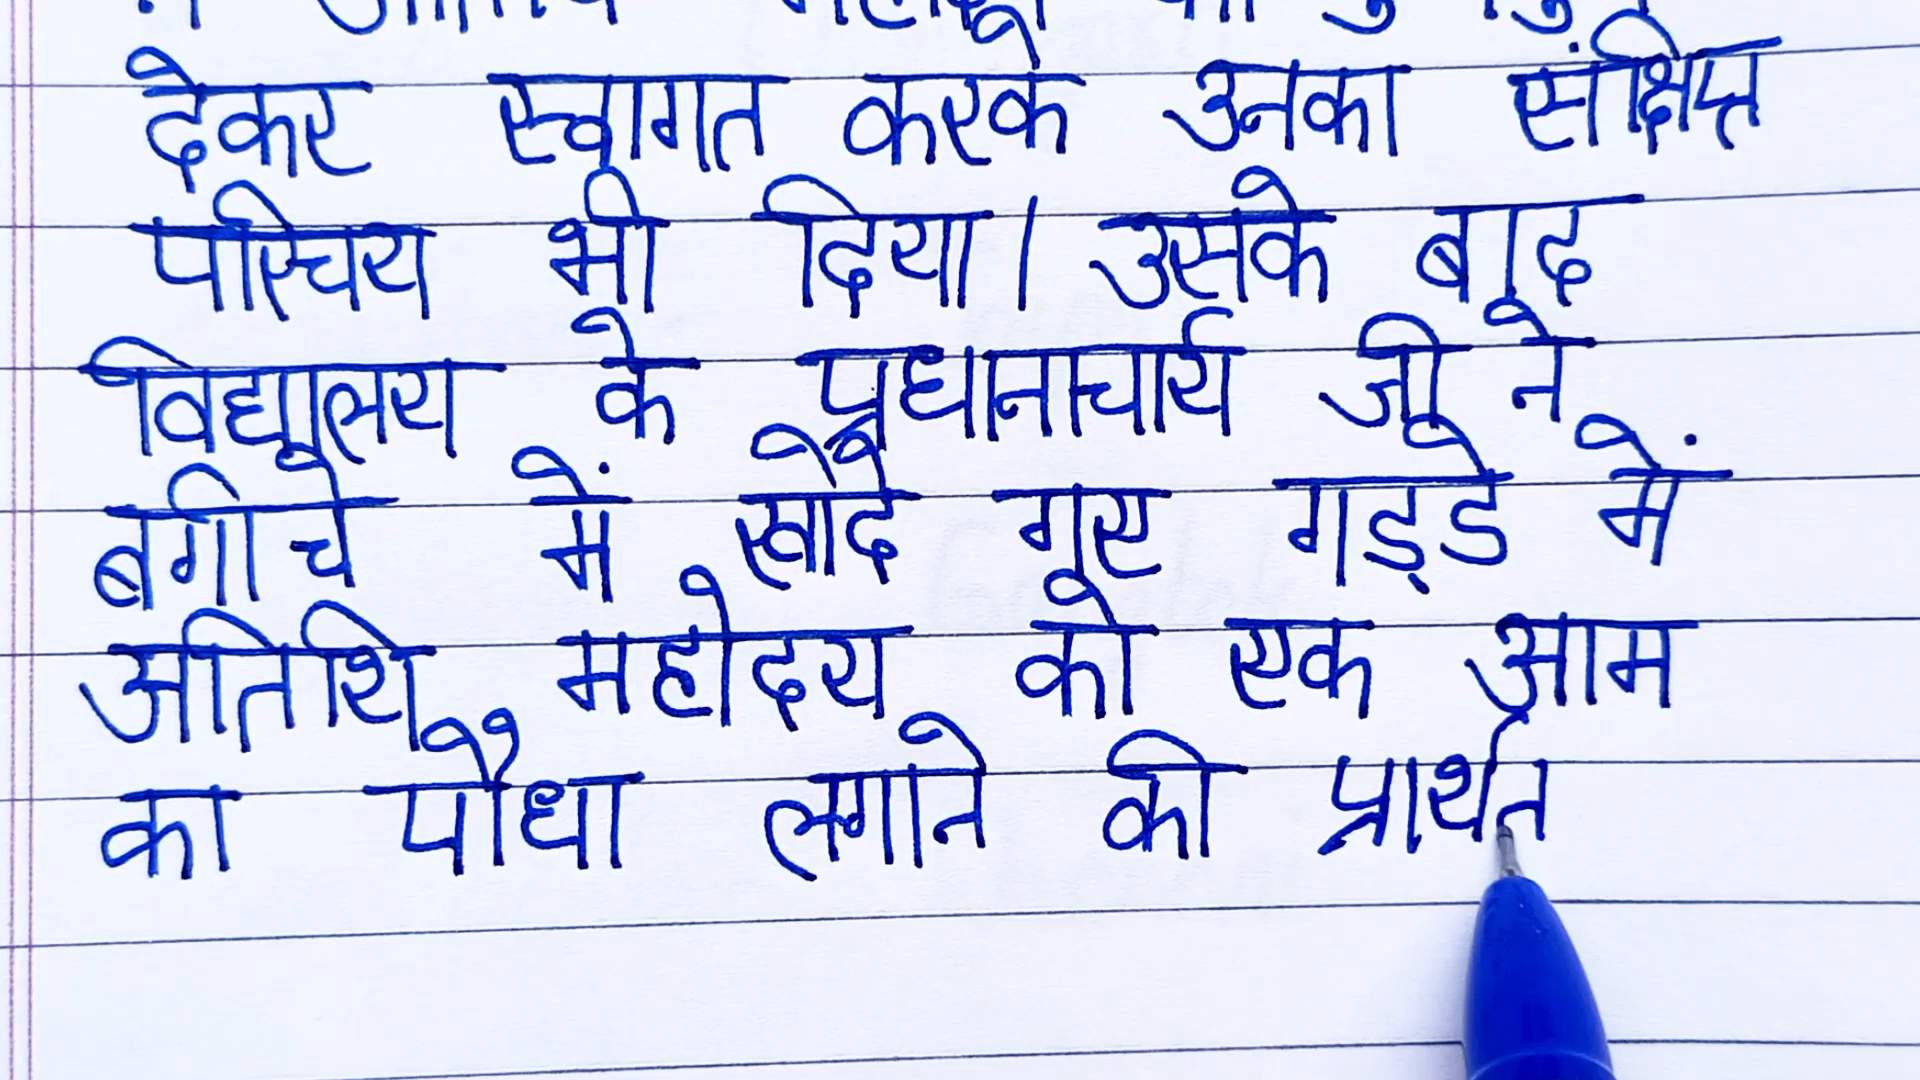 देकर स्वागत करके उनका संक्षिप्त
परिचय भी दिया। उसके बाद
विद्यालय के प्रधानाचार्य जी ने
बगीचे में खोदे गए गड्डे में
अतिथि महोदय को एक आम
का पौधा लगाने की प्रार्थन